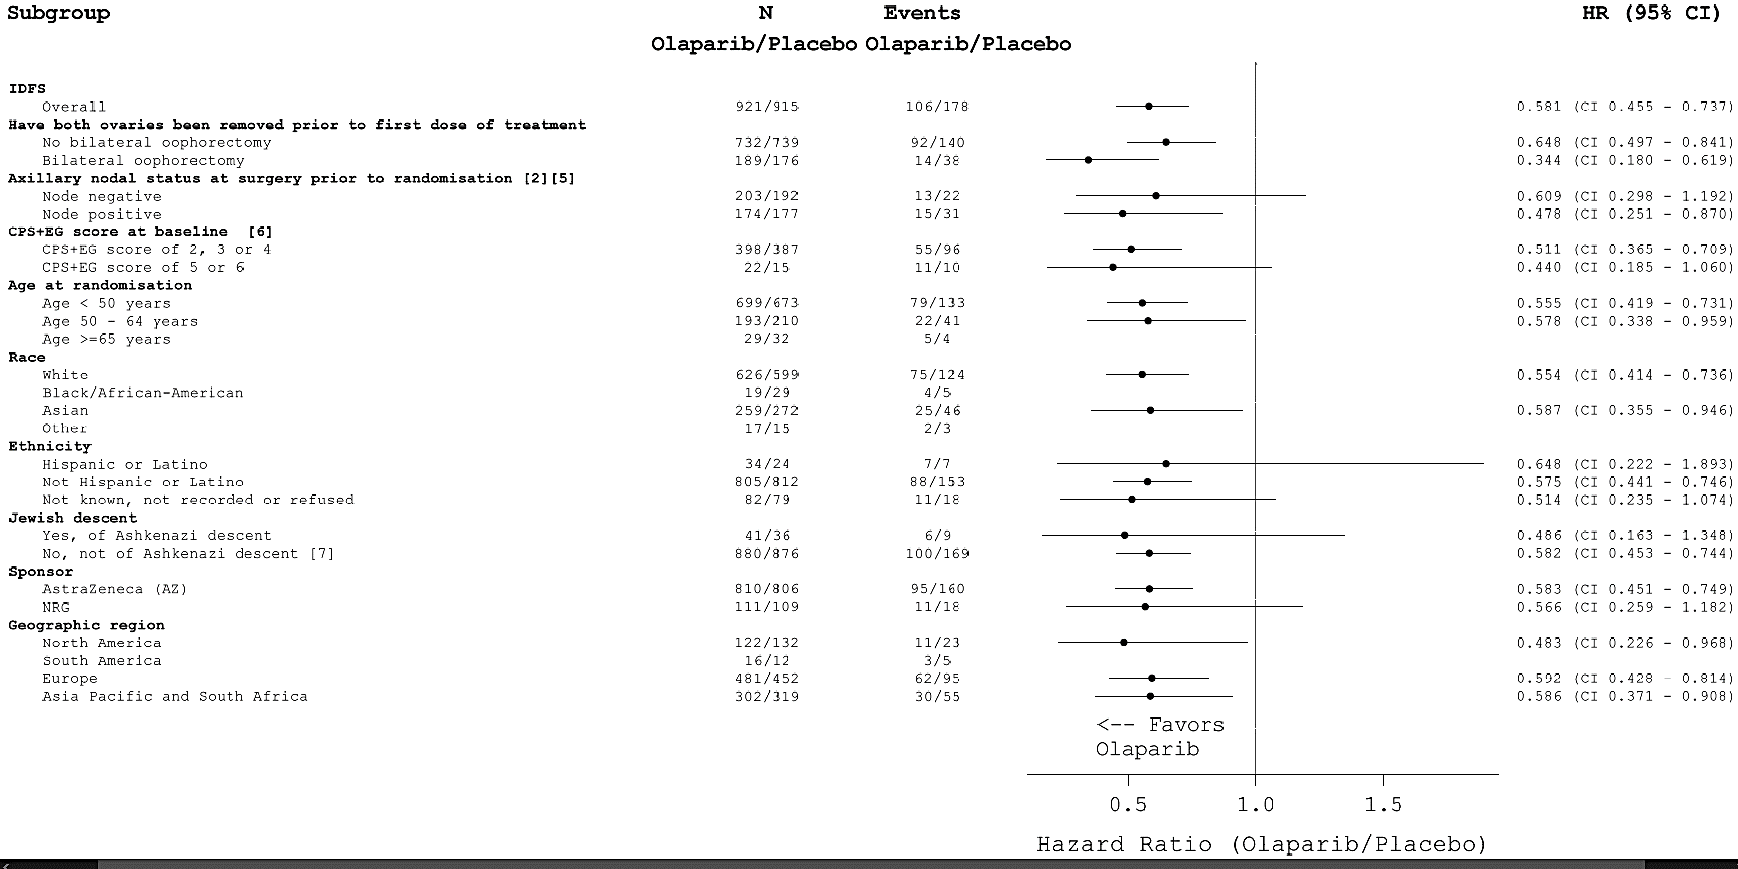 Subgroup N Events HR (95% CI)
Olaparib/Placebo Olaparib/Placebo
IDFS
Overall 921/915 106/178 0.581 (CI 0.455 - 0.737)
Have both ovaries been removed prior to first dose of treatment
No bilateral oophorectomy 732/739 92/140 0.648 (CI 0.497 - 0.841)
Bilateral oophorectomy 189/176 14/38 0.344 (CI 0.180 - 0.619)
Axillary nodal status at surgery prior to randomisation [2][5]
Node negative 203/192 13/22 0.609 (CI 0.298 - 1.192)
Node positive 174/177 15/31 0.478 (CI 0.251 - 0.870)
CPS+EG score at baseline [6]
CPS+EG score of 2, 3 or 4 398/387 55/96 0.511 (CI 0.365 - 0.709)
CPS+EG score of 5 or 6 22/15 11/10 0.440 (CI 0.185 - 1.060)
Age at randomisation
Age < 50 years 699/673 79/133 0.555 (CI 0.419 - 0.731)
Age 50 - 64 years 193/210 22/41 0.578 (CI 0.338 - 0.959)
Age >=65 years 29/32 5/4
Race
White 626/599 75/124 0.554 (CI 0.414 - 0.736)
Black/African-American 19/29 4/5
Asian 259/272 25/46 0.587 (CI 0.355 - 0.946)
Other 17/15 2/3
Ethnicity
Hispanic or Latino 34/24 7/7 0.648 (CI 0.222 - 1.893)
Not Hispanic or Latino 805/812 88/153 0.575 (CI 0.441 - 0.746)
Not known, not recorded or refused 82/79 11/18 0.514 (CI 0.235 - 1.074)
Jewish descent
Yes, of Ashkenazi descent 41/36 6/9 0.486 (CI 0.163 - 1.348)
No, not of Ashkenazi descent [7] 880/876 100/169 0.582 (CI 0.453 - 0.744)
Sponsor
AstraZeneca (AZ) 810/806 95/160 0.583 (CI 0.451 - 0.749)
NRG 111/109 11/18 0.566 (CI 0.259 - 1.182)
Geographic region
North America 122/132 11/23 0.483 (CI 0.226 - 0.968)
South America 16/12 3/5
Europe 481/452 62/95 0.592 (CI 0.428 - 0.814)
Asia Pacific and South Africa 302/319 30/55 0.586 (CI 0.371 - 0.908)
<-- Favors
Olaparib
0.5 1.0 1.5
Hazard Ratio (Olaparib/Placebo)